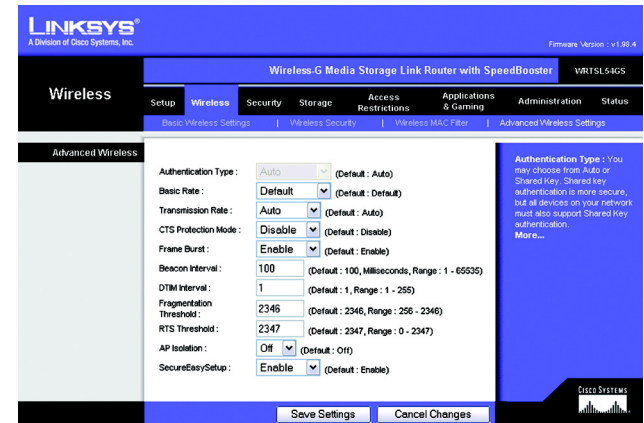 LINKSYS®
A Division of Cisco Systems, Inc.
Firmware Version : v1.98.4
Wireless-G Media Storage Link Router with SpeedBooster WRTSL54GS
Wireless
Setup Wireless Security Storage Access Restrictions Applications & Gaming Administration Status
Basic Wireless Settings | Wireless Security | Wireless MAC Filter | Advanced Wireless Settings
Advanced Wireless
Authentication Type : Auto (Default : Auto)
Basic Rate : Default (Default : Default)
Transmission Rate : Auto (Default : Auto)
CTS Protection Mode : Disable (Default : Disable)
Frame Burst : Enable (Default : Enable)
Beacon Interval : 100 (Default : 100, Milliseconds, Range : 1 - 65535)
DTIM Interval : 1 (Default : 1, Range : 1 - 255)
Fragmentation Threshold : 2346 (Default : 2346, Range : 256 - 2346)
RTS Threshold : 2347 (Default : 2347, Range : 0 - 2347)
AP Isolation : Off (Default : Off)
SecureEasySetup : Enable (Default : Enable)
Authentication Type : You
may choose from Auto or
Shared Key. Shared key
authentication is more secure,
but all devices on your network
must also support Shared Key
authentication.
More...
Save Settings Cancel Changes
CISCO SYSTEMS